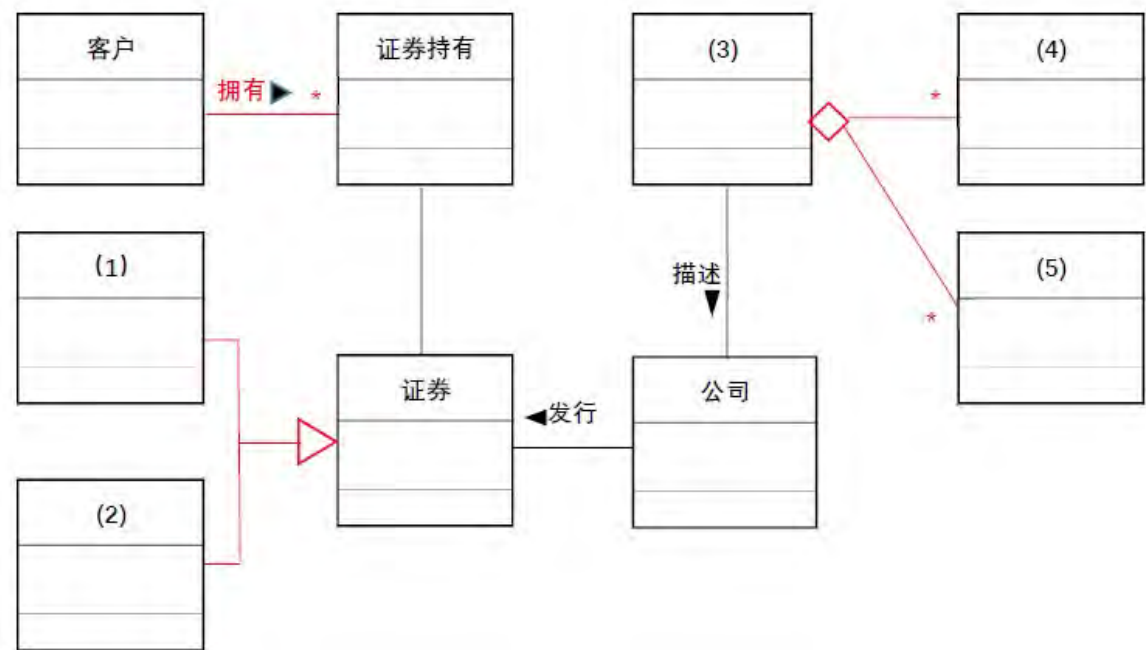 客户
证券持有
(3)
(4)
拥有
*
*
(1)
(5)
描述
*
证券
公司
发行
(2)